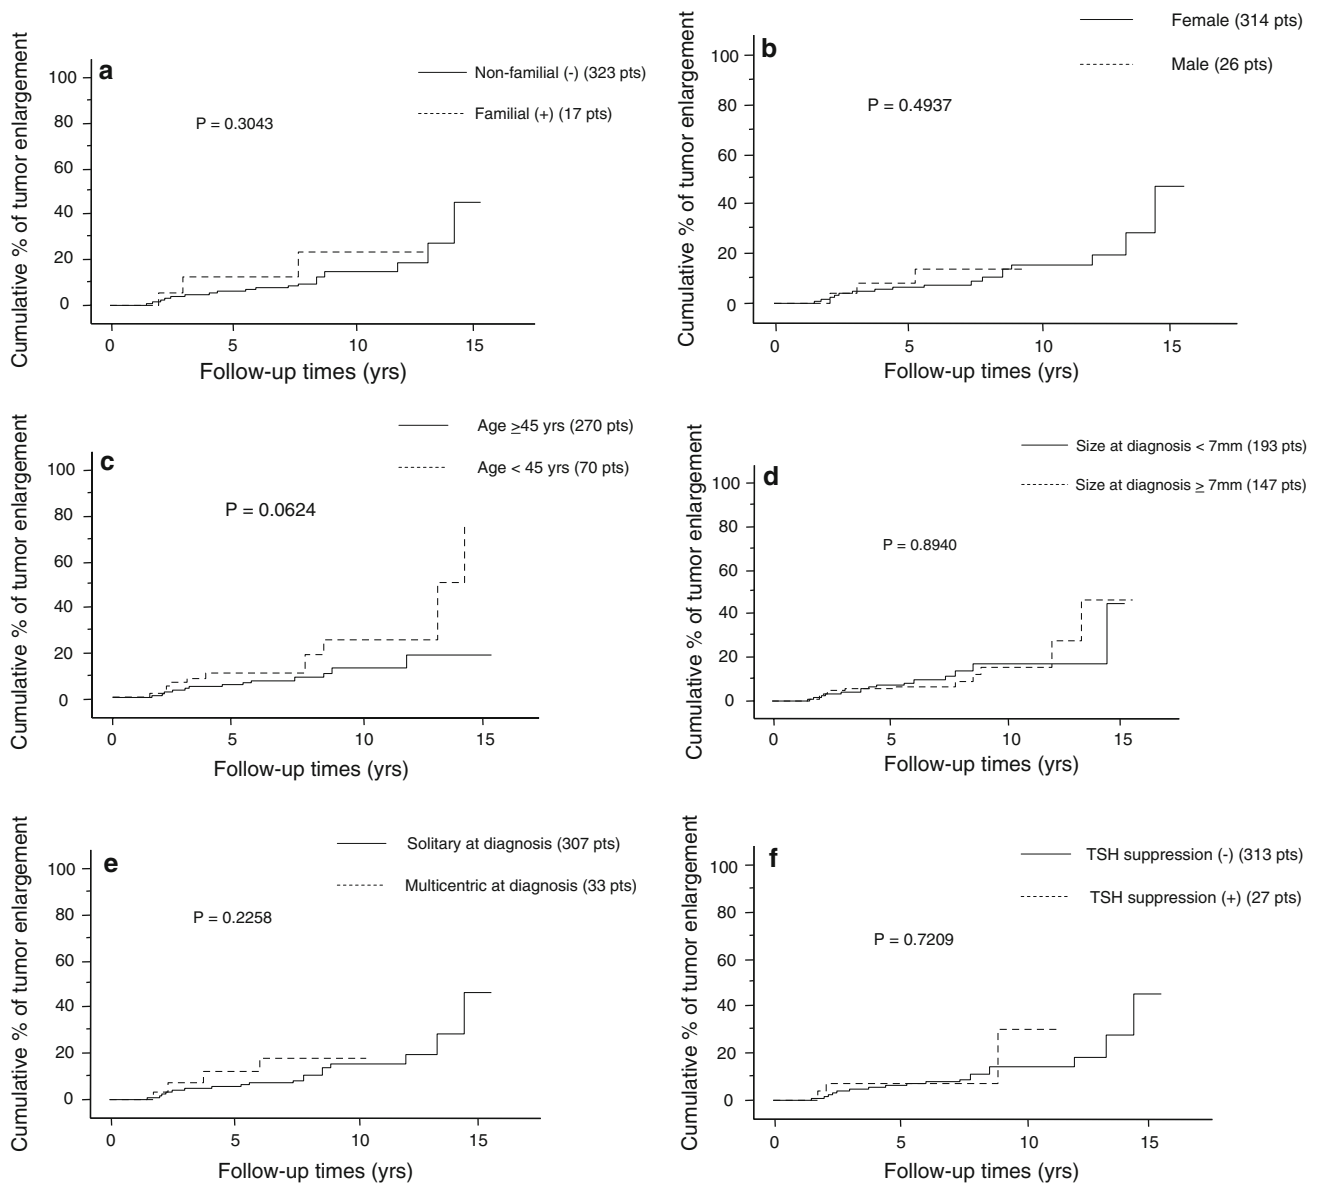 a
Non-familial (-) (323 pts)
Familial (+) (17 pts)
P = 0.3043
Cumulative % of tumor enlargement
100
80
60
40
20
0
0 5 10 15
Follow-up times (yrs)
b
Female (314 pts)
Male (26 pts)
P = 0.4937
Cumulative % of tumor enlargement
100
80
60
40
20
0
0 5 10 15
Follow-up times (yrs)
c
Age ≥45 yrs (270 pts)
Age < 45 yrs (70 pts)
P = 0.0624
Cumulative % of tumor enlargement
100
80
60
40
20
0
0 5 10 15
Follow-up times (yrs)
d
Size at diagnosis < 7mm (193 pts)
Size at diagnosis ≥ 7mm (147 pts)
P = 0.8940
Cumulative % of tumor enlargement
100
80
60
40
20
0
0 5 10 15
Follow-up times (yrs)
e
Solitary at diagnosis (307 pts)
Multicentric at diagnosis (33 pts)
P = 0.2258
Cumulative % of tumor enlargement
100
80
60
40
20
0
0 5 10 15
Follow-up times (yrs)
f
TSH suppression (-) (313 pts)
TSH suppression (+) (27 pts)
P = 0.7209
Cumulative % of tumor enlargement
100
80
60
40
20
0
0 5 10 15
Follow-up times (yrs)